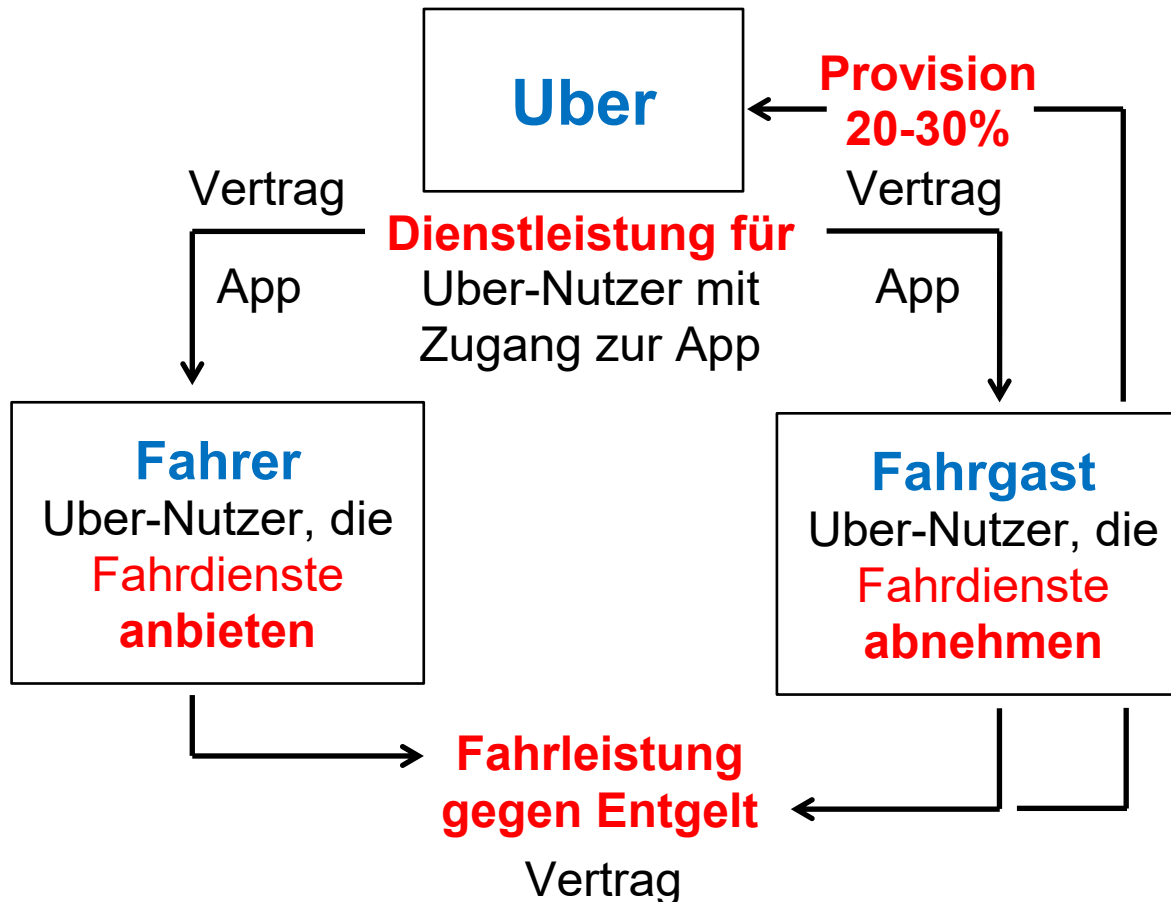 Uber
Provision
20-30%
Vertrag
Vertrag
Dienstleistung für
Uber-Nutzer mit
Zugang zur App
App
App
Fahrer
Uber-Nutzer, die
Fahrdienste
anbieten
Fahrgast
Uber-Nutzer, die
Fahrdienste
abnehmen
Fahrleistung
gegen Entgelt
Vertrag